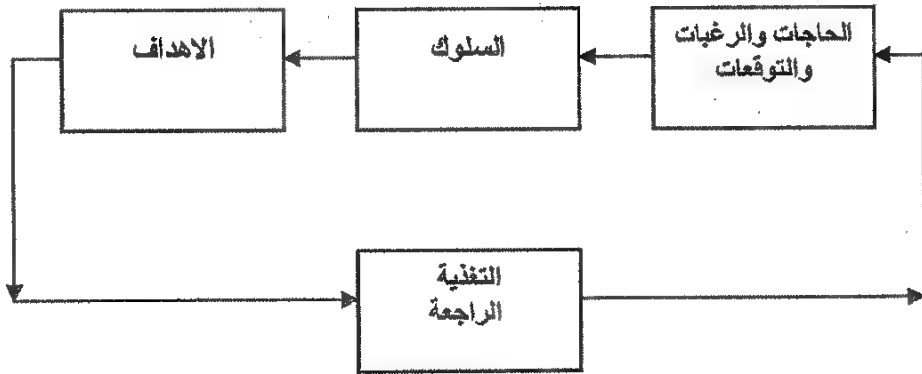 الحاجات والرغبات
والتوقعات
السلوك
الاهداف
التغذية
الراجعة